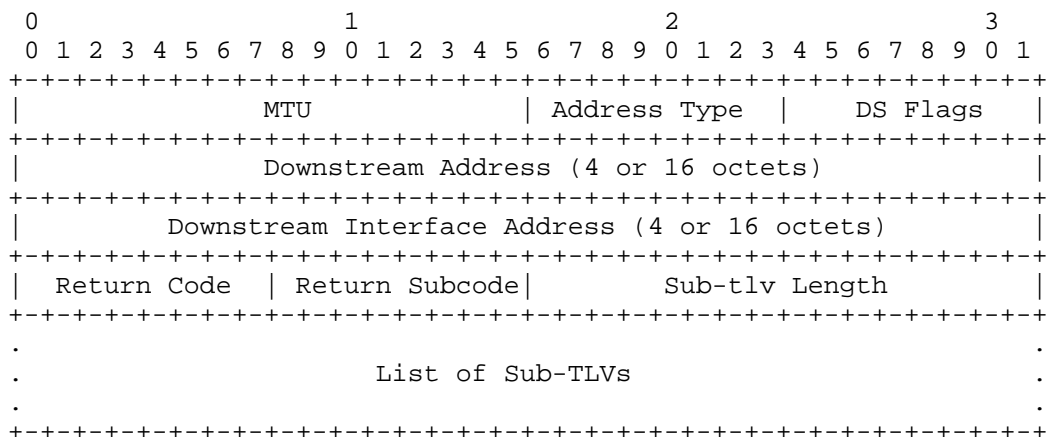 0                   1                   2                   3
 0 1 2 3 4 5 6 7 8 9 0 1 2 3 4 5 6 7 8 9 0 1 2 3 4 5 6 7 8 9 0 1
+-+-+-+-+-+-+-+-+-+-+-+-+-+-+-+-+-+-+-+-+-+-+-+-+-+-+-+-+-+-+-+-+
|               MTU             | Address Type  |    DS Flags   |
+-+-+-+-+-+-+-+-+-+-+-+-+-+-+-+-+-+-+-+-+-+-+-+-+-+-+-+-+-+-+-+-+
|               Downstream Address (4 or 16 octets)             |
+-+-+-+-+-+-+-+-+-+-+-+-+-+-+-+-+-+-+-+-+-+-+-+-+-+-+-+-+-+-+-+-+
|         Downstream Interface Address (4 or 16 octets)         |
+-+-+-+-+-+-+-+-+-+-+-+-+-+-+-+-+-+-+-+-+-+-+-+-+-+-+-+-+-+-+-+-+
|  Return Code  | Return Subcode|        Sub-tlv Length         |
+-+-+-+-+-+-+-+-+-+-+-+-+-+-+-+-+-+-+-+-+-+-+-+-+-+-+-+-+-+-+-+-+
.                                                               .
.                      List of Sub-TLVs                         .
.                                                               .
+-+-+-+-+-+-+-+-+-+-+-+-+-+-+-+-+-+-+-+-+-+-+-+-+-+-+-+-+-+-+-+-+